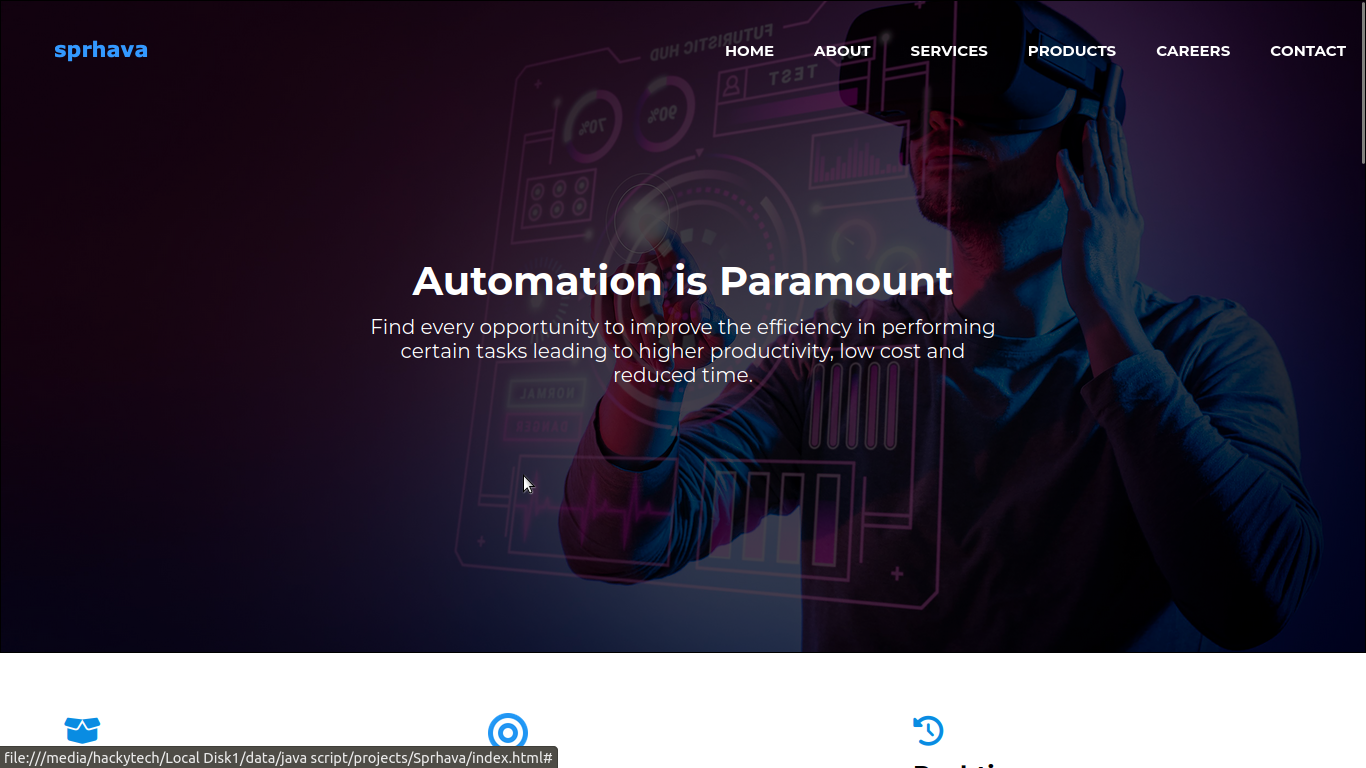 sprhava
HOME ABOUT SERVICES PRODUCTS CAREERS CONTACT
FUTURISTIC HUD
TEST
70%
90%
Automation is Paramount
Find every opportunity to improve the efficiency in performing
certain tasks leading to higher productivity, low cost and
reduced time.
NORMAL
DANGER
file:///media/hackytech/Local Disk1/data/java script/projects/Sprhava/index.html#